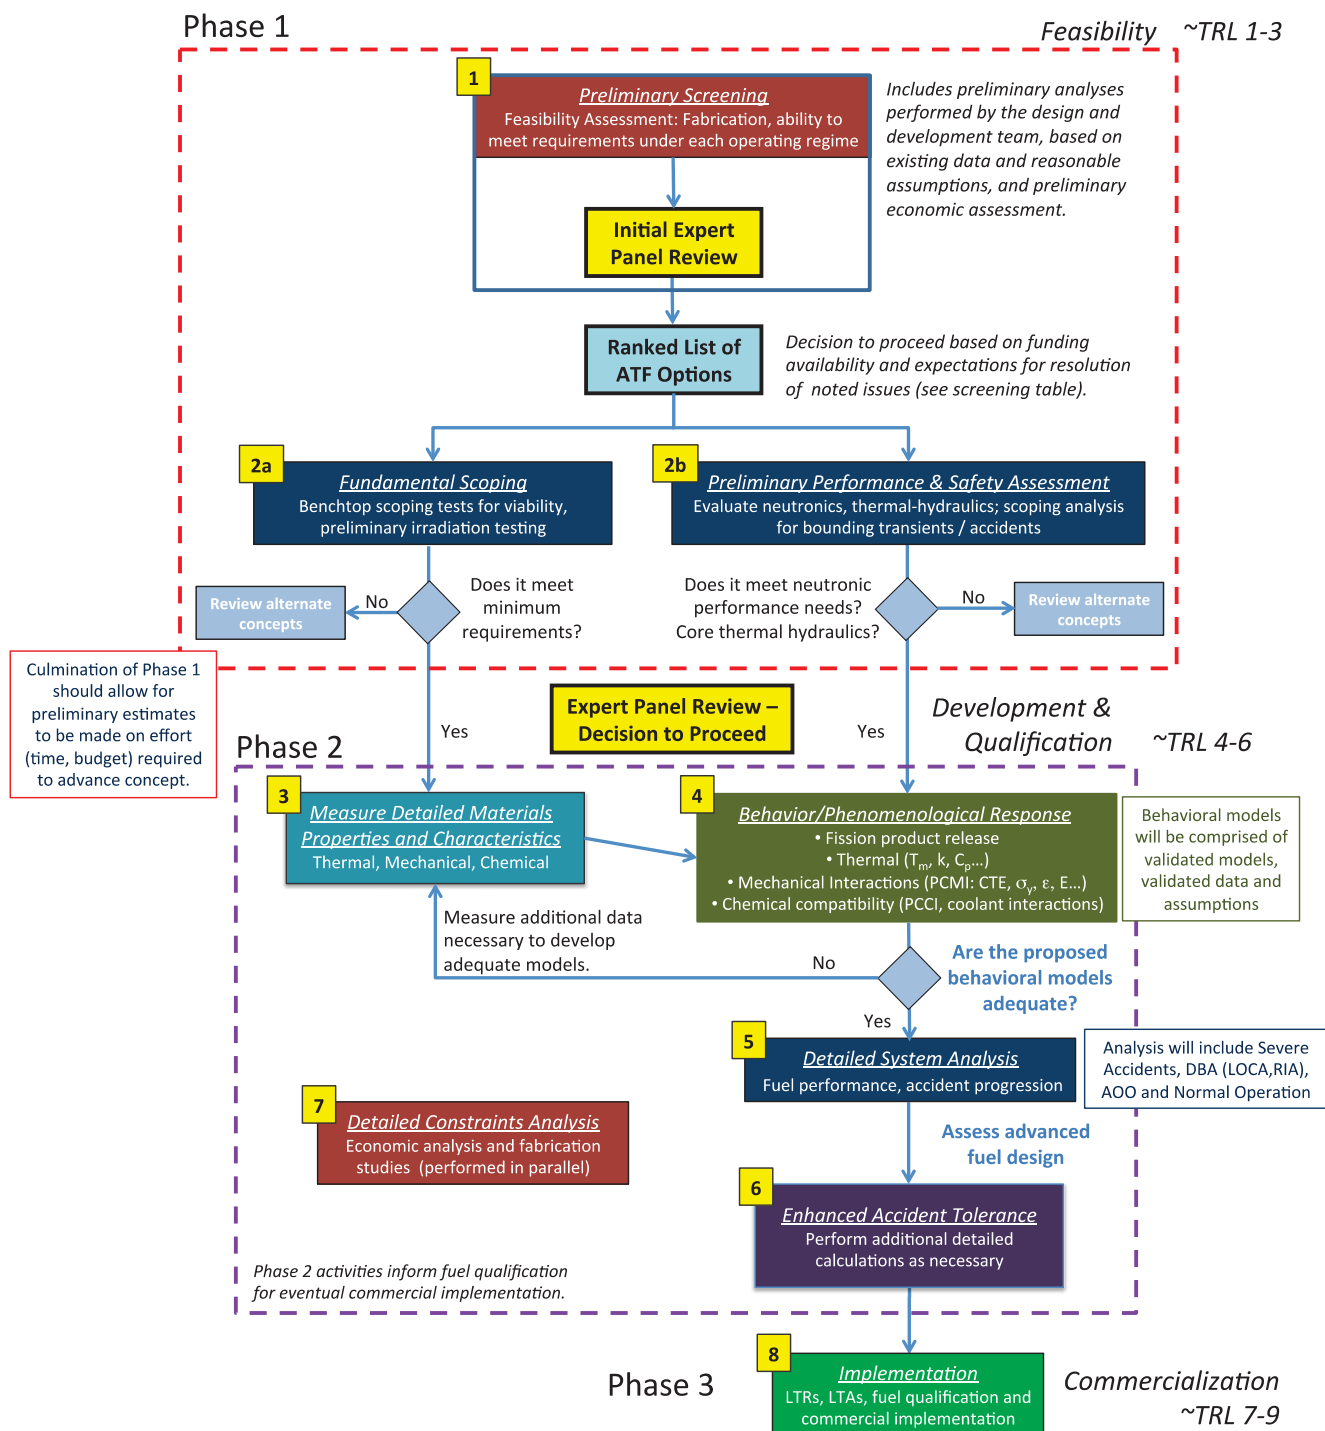 Phase 1
Feasibility ~TRL 1-3
1
Preliminary Screening
Feasibility Assessment: Fabrication, ability to
meet requirements under each operating regime
Includes preliminary analyses
performed by the design and
development team, based on
existing data and reasonable
assumptions, and preliminary
economic assessment.
Initial Expert
Panel Review
Ranked List of
ATF Options
Decision to proceed based on funding
availability and expectations for resolution
of noted issues (see screening table).
2a
Fundamental Scoping
Benchtop scoping tests for viability,
preliminary irradiation testing
2b
Preliminary Performance & Safety Assessment
Evaluate neutronics, thermal-hydraulics; scoping analysis
for bounding transients / accidents
Review alternate
concepts
No
Does it meet
minimum
requirements?
Does it meet neutronic
performance needs?
Core thermal hydraulics?
No
Review alternate
concepts
Culmination of Phase 1
should allow for
preliminary estimates
to be made on effort
(time, budget) required
to advance concept.
Yes
Expert Panel Review –
Decision to Proceed
Yes
Development &
Qualification ~TRL 4-6
Phase 2
3
Measure Detailed Materials
Properties and Characteristics
Thermal, Mechanical, Chemical
4
Behavior/Phenomenological Response
• Fission product release
• Thermal (Tm, k, Cp...)
• Mechanical Interactions (PCMI: CTE, σy, ε, E...)
• Chemical compatibility (PCCI, coolant interactions)
Behavioral models
will be comprised of
validated models,
validated data and
assumptions
Measure additional data
necessary to develop
adequate models.
No
Are the proposed
behavioral models
adequate?
Yes
5
Detailed System Analysis
Fuel performance, accident progression
Analysis will include Severe
Accidents, DBA (LOCA,RIA),
AOO and Normal Operation
7
Detailed Constraints Analysis
Economic analysis and fabrication
studies (performed in parallel)
Assess advanced
fuel design
6
Enhanced Accident Tolerance
Perform additional detailed
calculations as necessary
Phase 2 activities inform fuel qualification
for eventual commercial implementation.
Phase 3
8
Implementation
LTRs, LTAs, fuel qualification and
commercial implementation
Commercialization
~TRL 7-9